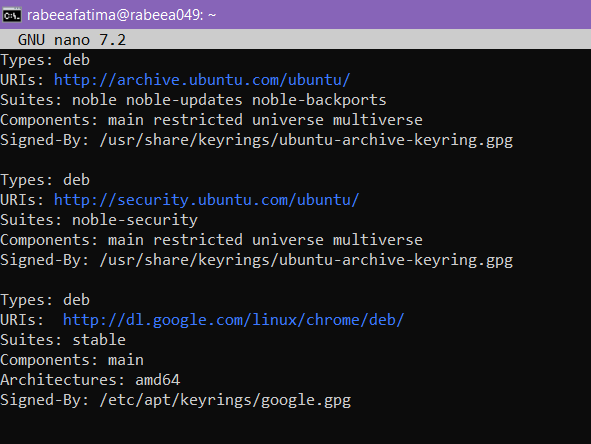 rabeeafatima@rabeea049: ~
GNU nano 7.2
Types: deb
URIs: http://archive.ubuntu.com/ubuntu/
Suites: noble noble-updates noble-backports
Components: main restricted universe multiverse
Signed-By: /usr/share/keyrings/ubuntu-archive-keyring.gpg

Types: deb
URIs: http://security.ubuntu.com/ubuntu/
Suites: noble-security
Components: main restricted universe multiverse
Signed-By: /usr/share/keyrings/ubuntu-archive-keyring.gpg

Types: deb
URIs:  http://dl.google.com/linux/chrome/deb/
Suites: stable
Components: main
Architectures: amd64
Signed-By: /etc/apt/keyrings/google.gpg